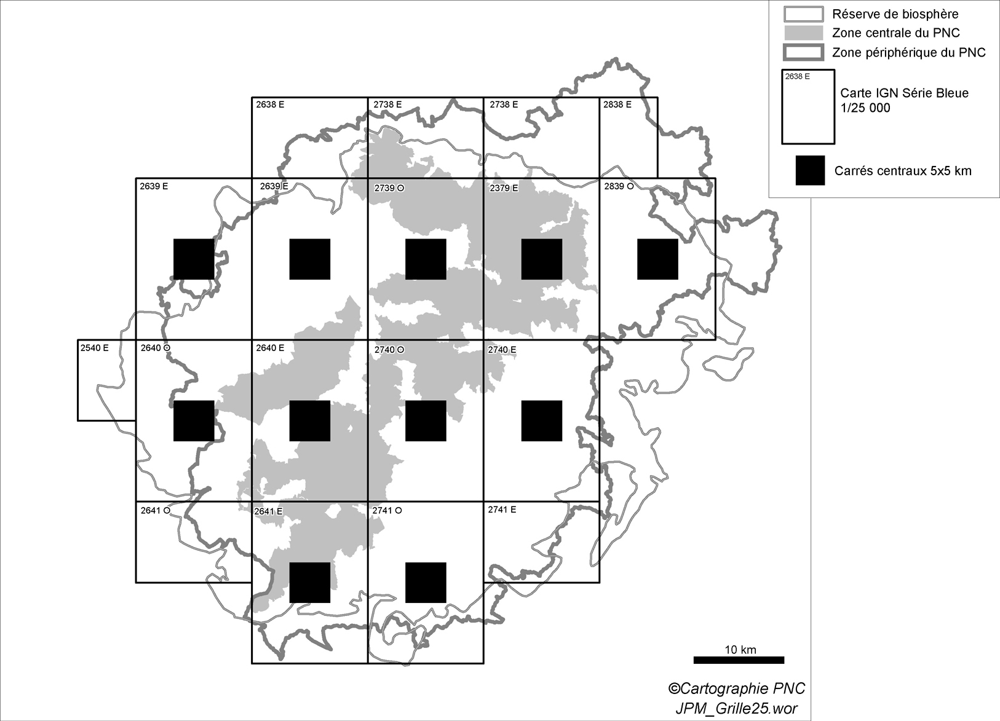 Réserve de biosphère
Zone centrale du PNC
Zone périphérique du PNC
2638 E
Carte IGN Série Bleue
1/25 000
Carrés centraux 5x5 km
2638 E
2738 E
2738 E
2838 E
2639 E
2639 E
2739 O
2379 E
2839 O
2540 E
2640 O
2640 E
2740 O
2740 E
2641 O
2641 E
2741 O
2741 E
10 km
©Cartographie PNC
JPM_Grille25.wor